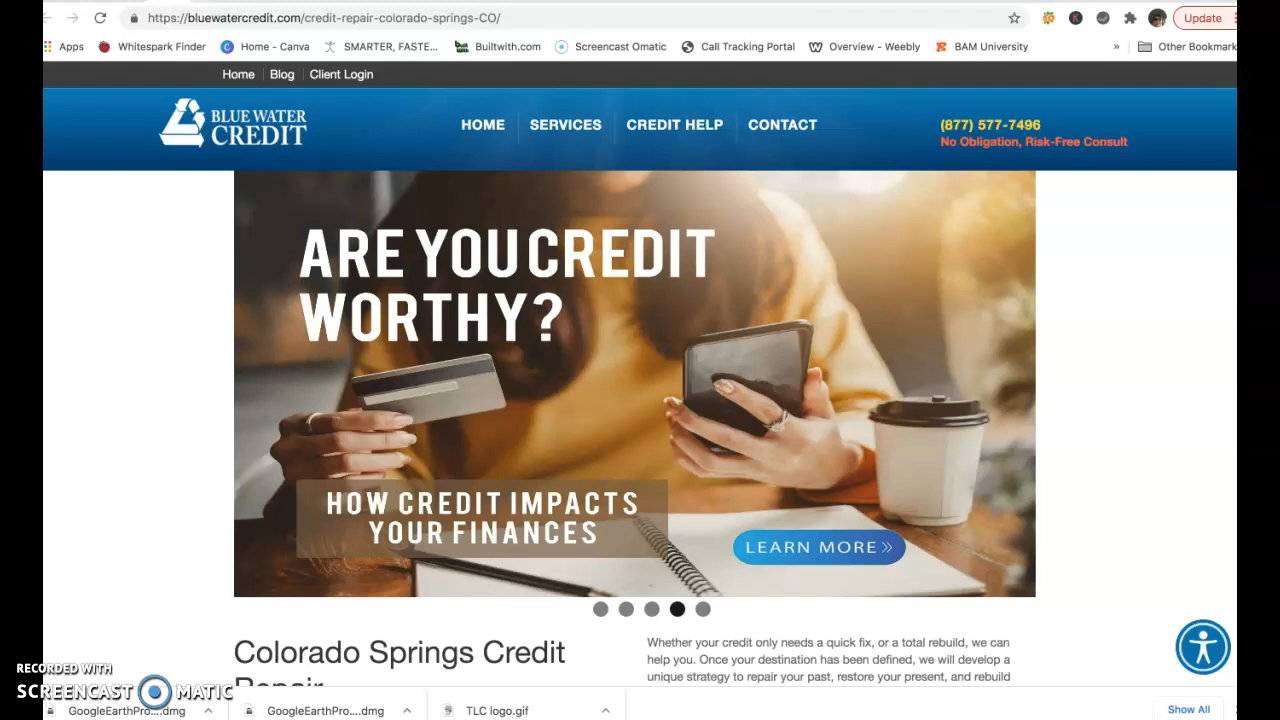 https://bluewatercredit.com/credit-repair-colorado-springs-CO/
Update
Apps
Whitespark Finder
Home - Canva
SMARTER, FASTE...
Builtwith.com
Screencast Omatic
Call Tracking Portal
Overview - Weebly
BAM University
»
Other Bookmark
Home
Blog
Client Login
BLUE WATER
CREDIT
HOME
SERVICES
CREDIT HELP
CONTACT
(877) 577-7496
No Obligation, Risk-Free Consult
ARE YOU CREDIT
WORTHY?
HOW CREDIT IMPACTS
YOUR FINANCES
LEARN MORE »
Colorado Springs Credit
Repair
Whether your credit only needs a quick fix, or a total rebuild, we can
help you. Once your destination has been defined, we will develop a
unique strategy to repair your past, restore your present, and rebuild
RECORDED WITH
SCREENCAST MATIC
GoogleEarthPro....dmg
GoogleEarthPro....dmg
TLC logo.gif
Show All